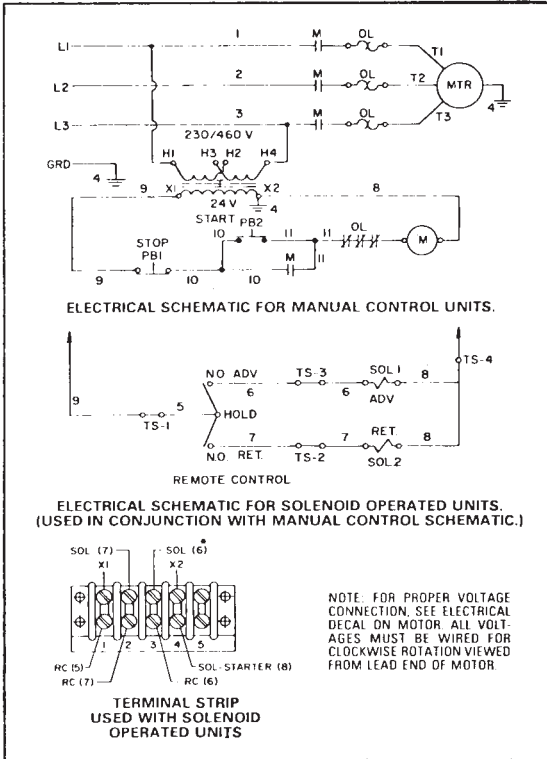 1 M OL T1
L1
2 M OL T2 MTR
L2
3 M OL T3 4
L3
230/460 V
H1 H3 H2 H4
GRD
4
9 X1 X2 8
24 V 4
START
PB2
10 11 OL
STOP 11 M
PB1 M 11
9 10 10
ELECTRICAL SCHEMATIC FOR MANUAL CONTROL UNITS.
TS-4
N.O. ADV TS-3 SOL 1 8
6 6 ADV
9 5 HOLD
TS-1
7 7 RET. 8
N.O. RET. TS-2 SOL.2
REMOTE CONTROL
ELECTRICAL SCHEMATIC FOR SOLENOID OPERATED UNITS.
(USED IN CONJUNCTION WITH MANUAL CONTROL SCHEMATIC.)
SOL (7) SOL (6)*
X1 X2
1 2 3 4 5
RC (5) SOL-STARTER (8)
RC (7) RC (6)
TERMINAL STRIP
USED WITH SOLENOID
OPERATED UNITS
NOTE: FOR PROPER VOLTAGE
CONNECTION, SEE ELECTRICAL
DECAL ON MOTOR. ALL VOLT-
AGES MUST BE WIRED FOR
CLOCKWISE ROTATION VIEWED
FROM LEAD END OF MOTOR.